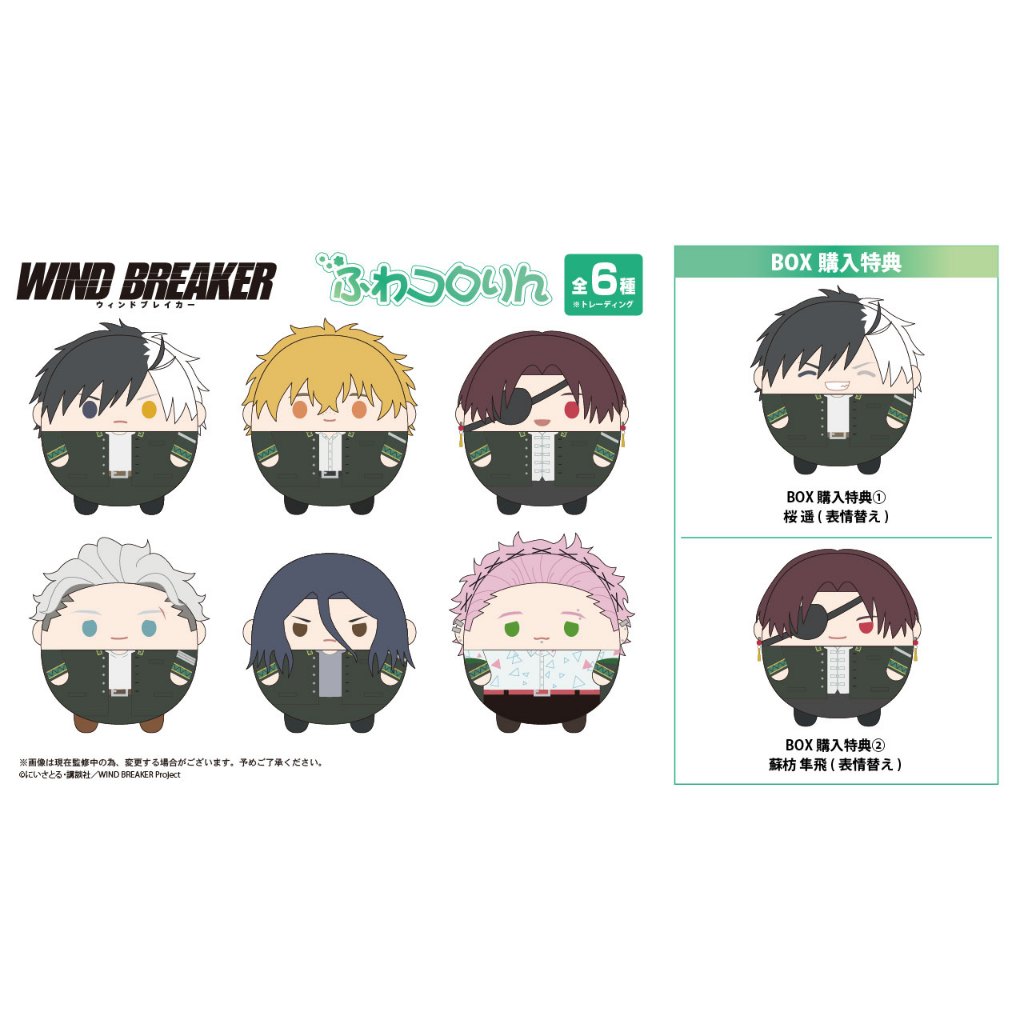 WIND BREAKER
ウィンドブレイカー
ふわコロりん
全6種
※トレーディング
BOX 購入特典
BOX 購入特典①
桜 遥 ( 表情替え )
BOX 購入特典②
蘇枋 隼飛 ( 表情替え )
※画像は現在監修中の為、変更する場合がございます。予めご了承ください。
©にいさとる・講談社／WIND BREAKER Project